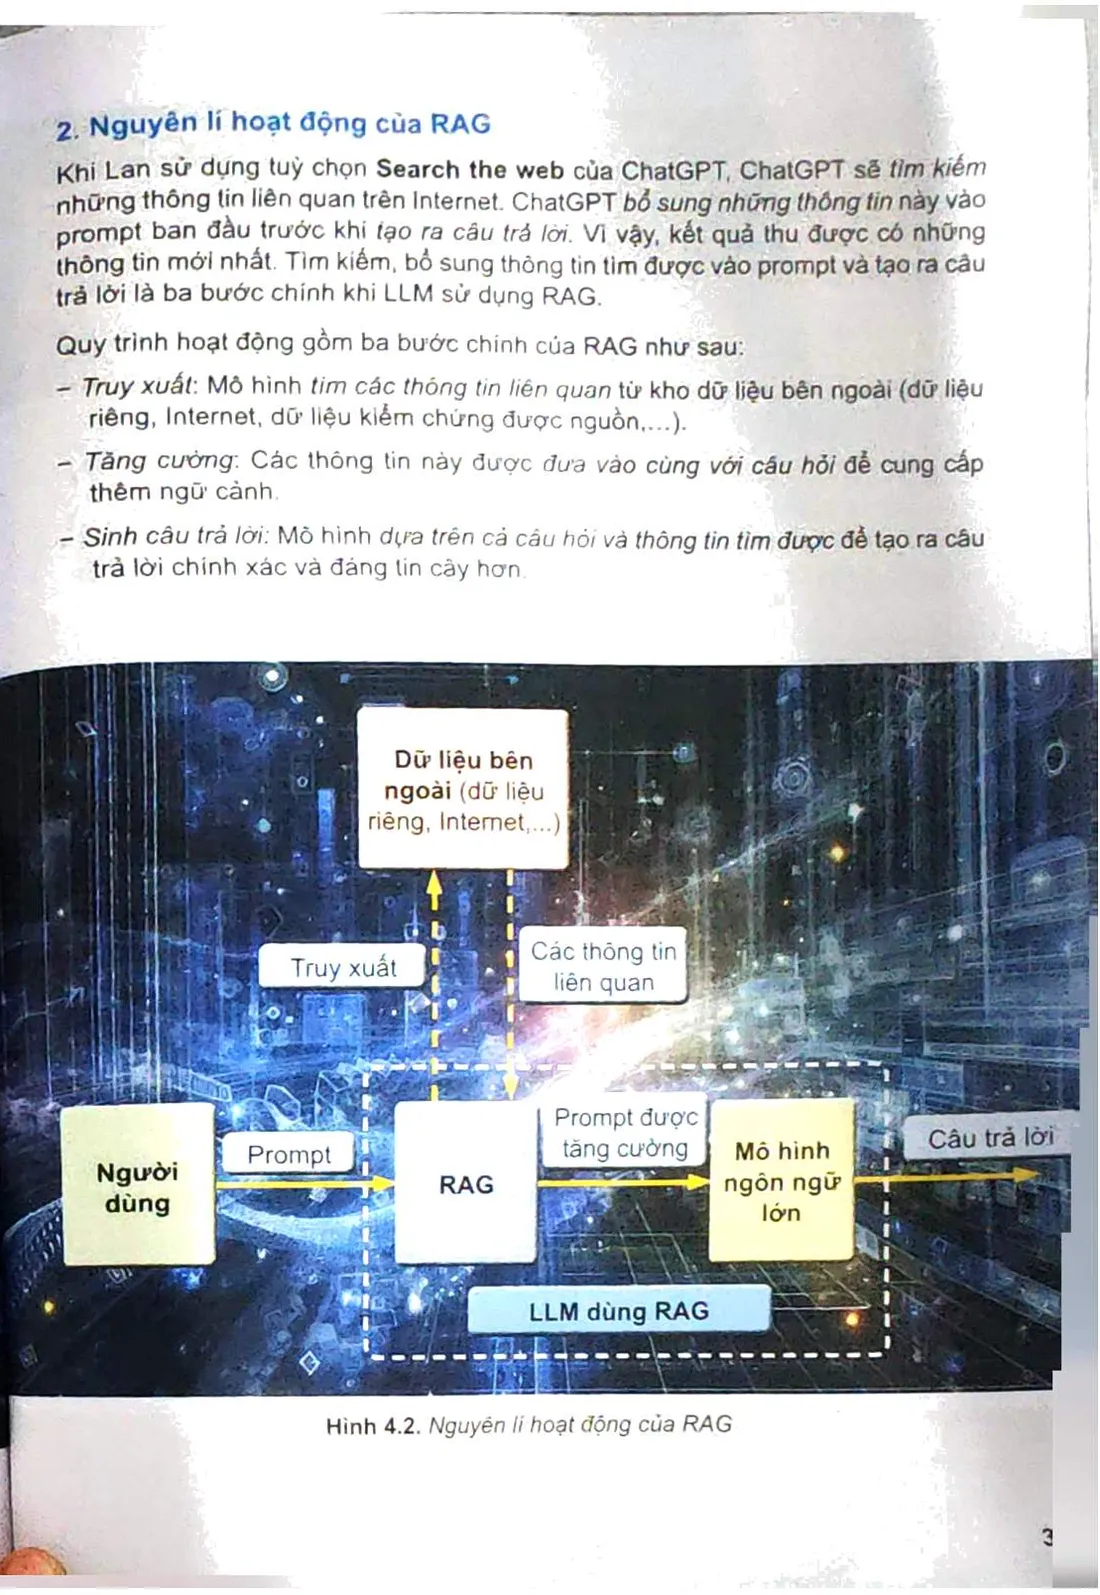 2. Nguyên lí hoạt động của RAG
Khi Lan sử dụng tuỳ chọn Search the web của ChatGPT, ChatGPT sẽ tìm kiếm
những thông tin liên quan trên Internet. ChatGPT bổ sung những thông tin này vào
prompt ban đầu trước khi tạo ra câu trả lời. Vì vậy, kết quả thu được có những
thông tin mới nhất. Tìm kiếm, bổ sung thông tin tìm được vào prompt và tạo ra câu
trả lời là ba bước chính khi LLM sử dụng RAG.
Quy trình hoạt động gồm ba bước chính của RAG như sau:
– Truy xuất: Mô hình tìm các thông tin liên quan từ kho dữ liệu bên ngoài (dữ liệu
riêng, Internet, dữ liệu kiểm chứng được nguồn,...).
– Tăng cường: Các thông tin này được đưa vào cùng với câu hỏi để cung cấp
thêm ngữ cảnh.
– Sinh câu trả lời: Mô hình dựa trên cả câu hỏi và thông tin tìm được để tạo ra câu
trả lời chính xác và đáng tin cậy hơn.
Dữ liệu bên
ngoài (dữ liệu
riêng, Internet,...)
Truy xuất
Các thông tin
liên quan
Người
dùng
Prompt
RAG
Prompt được
tăng cường
Mô hình
ngôn ngữ
lớn
Câu trả lời
LLM dùng RAG
Hình 4.2. Nguyên lí hoạt động của RAG